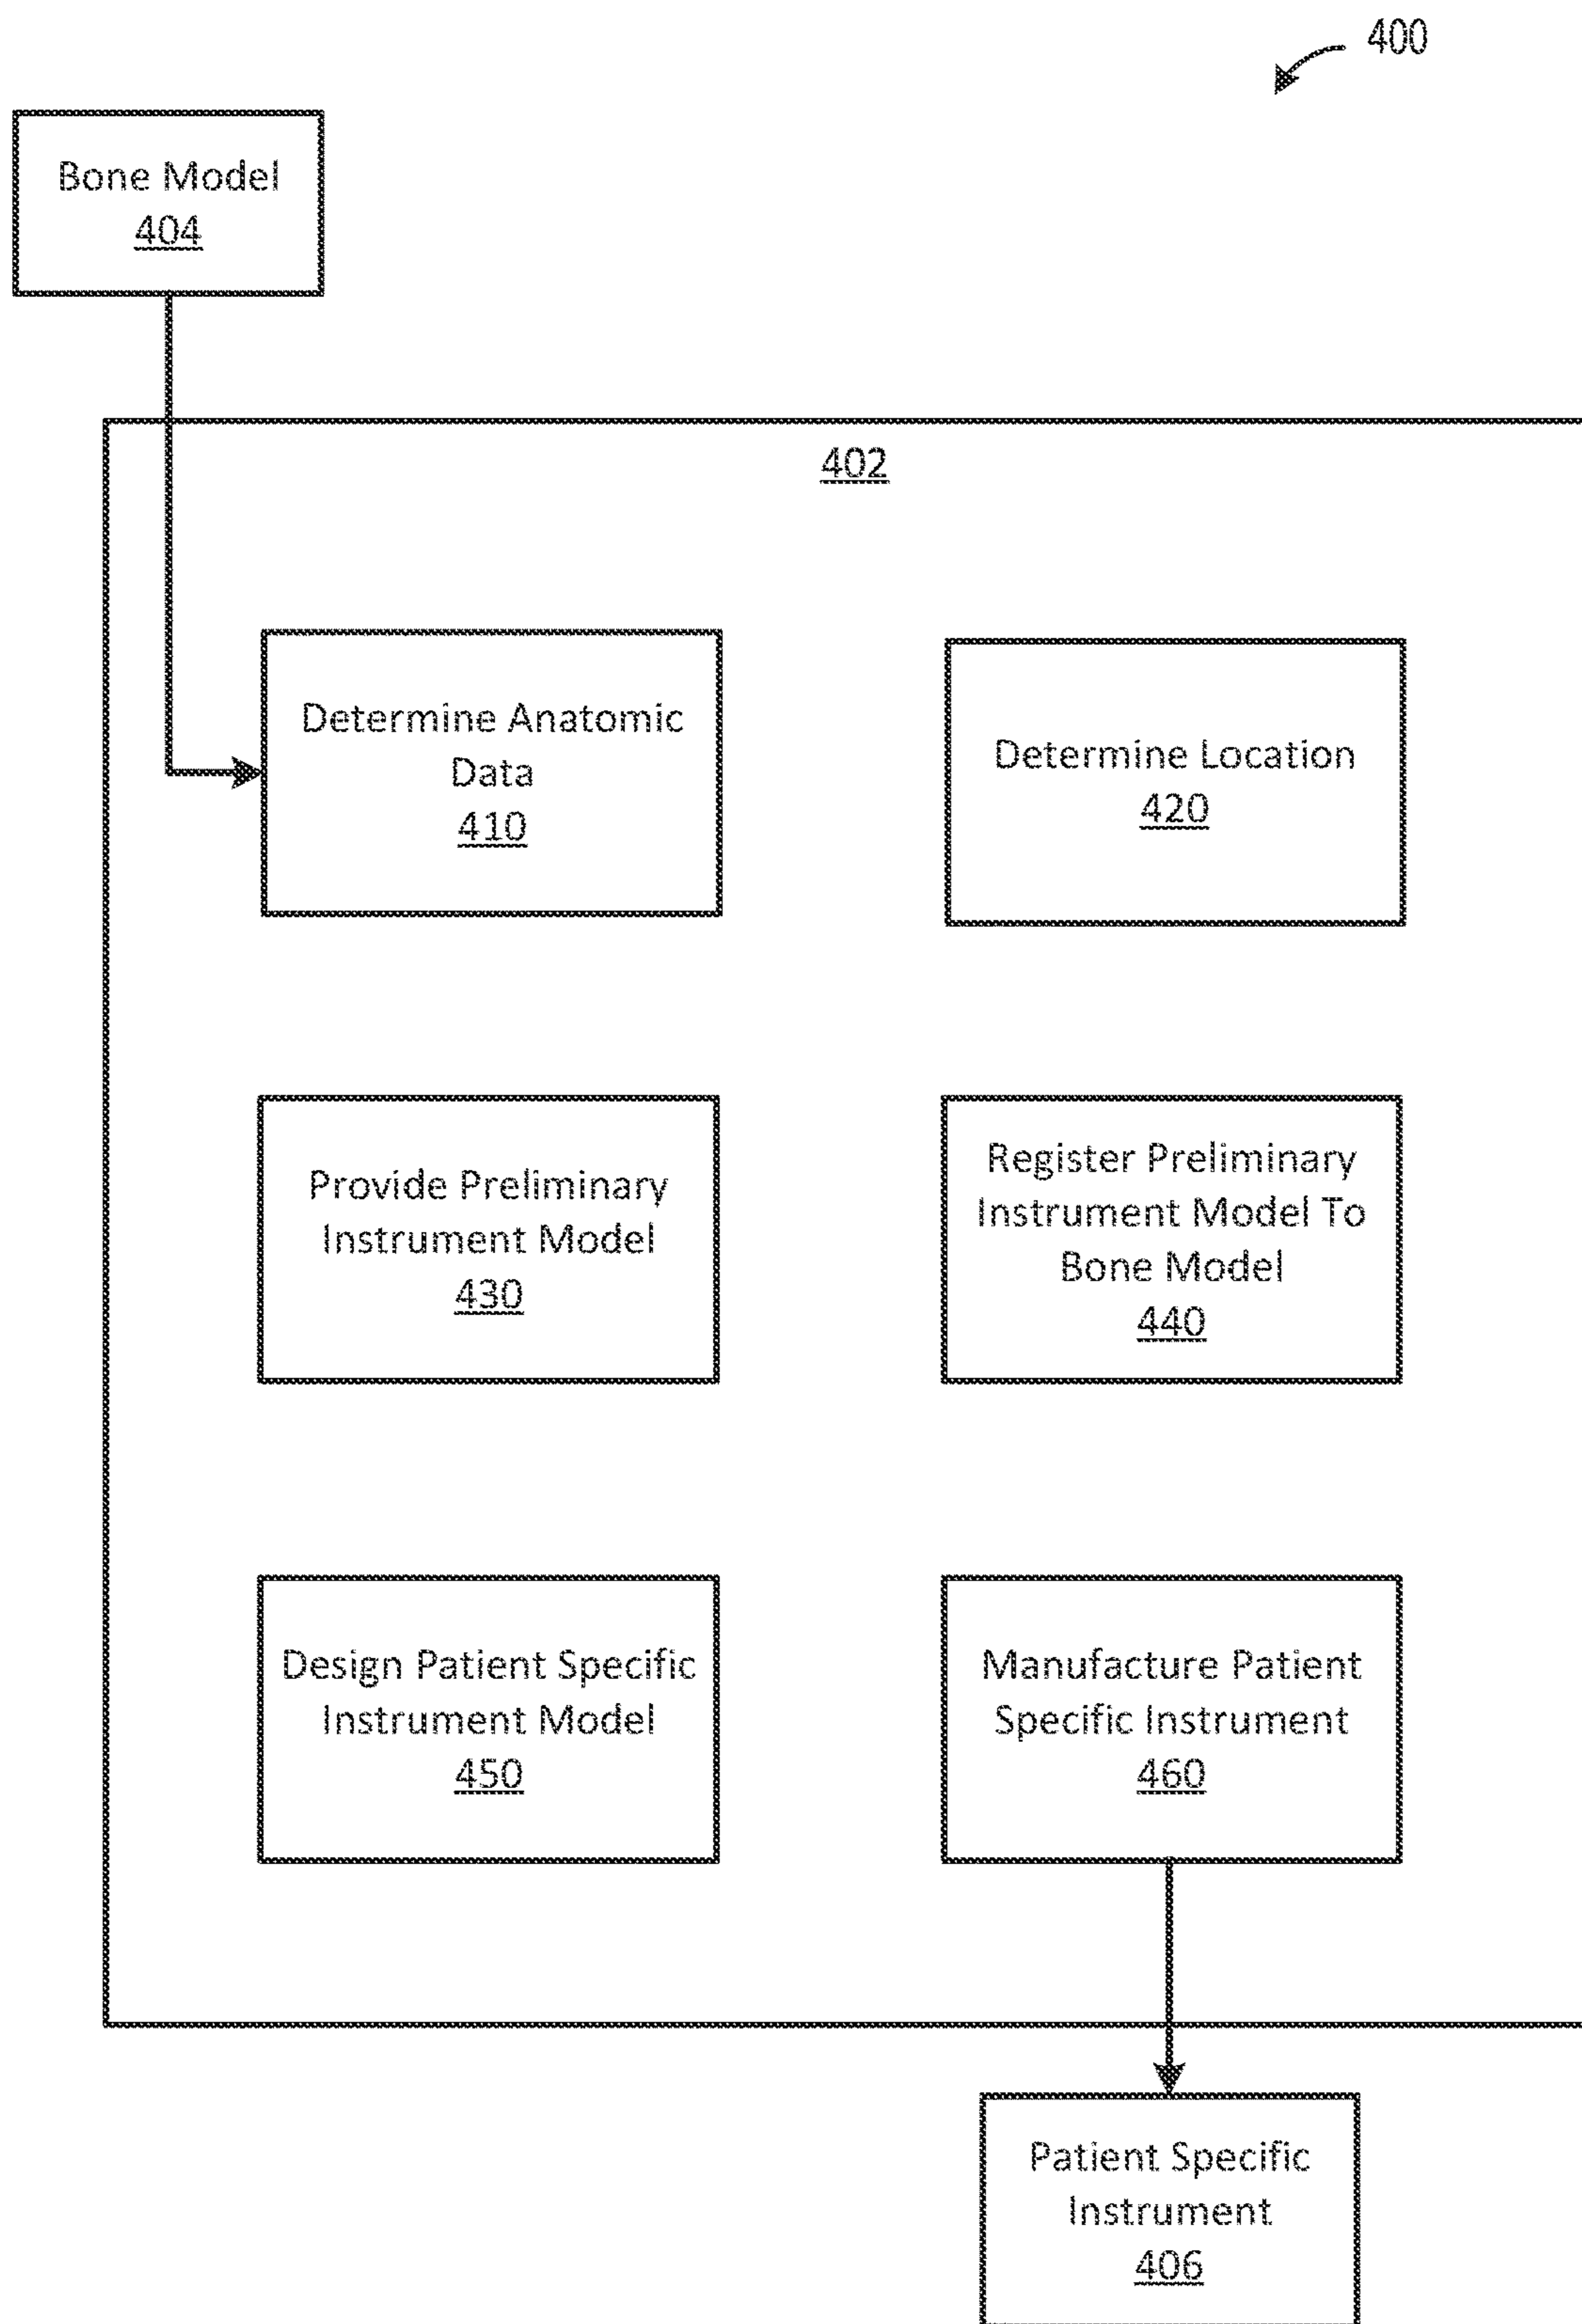 400
Bone Model
404
402
Determine Anatomic
Data
410
Determine Location
420
Provide Preliminary
Instrument Model
430
Register Preliminary
Instrument Model To
Bone Model
440
Design Patient Specific
Instrument Model
450
Manufacture Patient
Specific Instrument
460
Patient Specific
Instrument
406